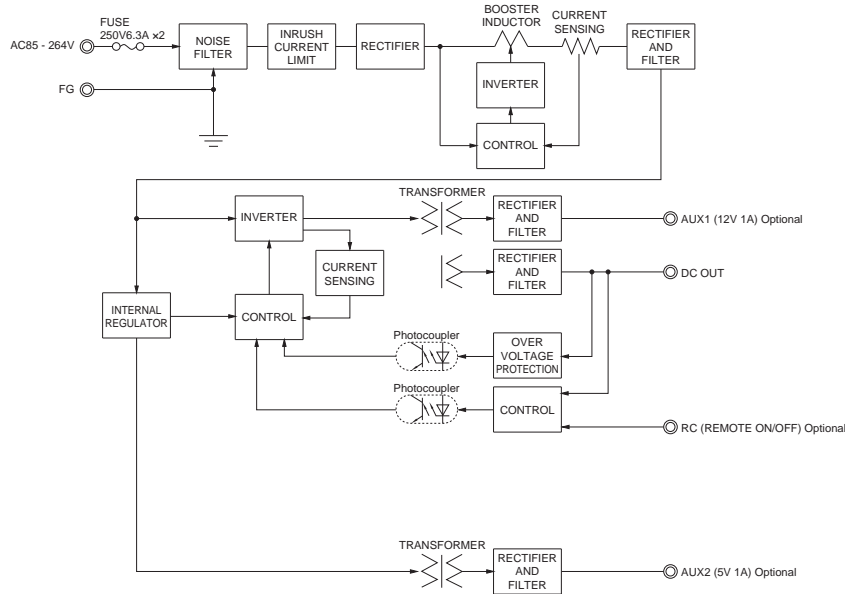 FUSE
250V6.3A ×2
AC85 - 264V
NOISE
FILTER
INRUSH
CURRENT
LIMIT
RECTIFIER
BOOSTER
INDUCTOR
CURRENT
SENSING
RECTIFIER
AND
FILTER
FG
INVERTER
CONTROL
TRANSFORMER
INVERTER
RECTIFIER
AND
FILTER
AUX1 (12V 1A) Optional
CURRENT
SENSING
RECTIFIER
AND
FILTER
DC OUT
INTERNAL
REGULATOR
CONTROL
Photocoupler
OVER
VOLTAGE
PROTECTION
Photocoupler
CONTROL
RC (REMOTE ON/OFF) Optional
TRANSFORMER
RECTIFIER
AND
FILTER
AUX2 (5V 1A) Optional